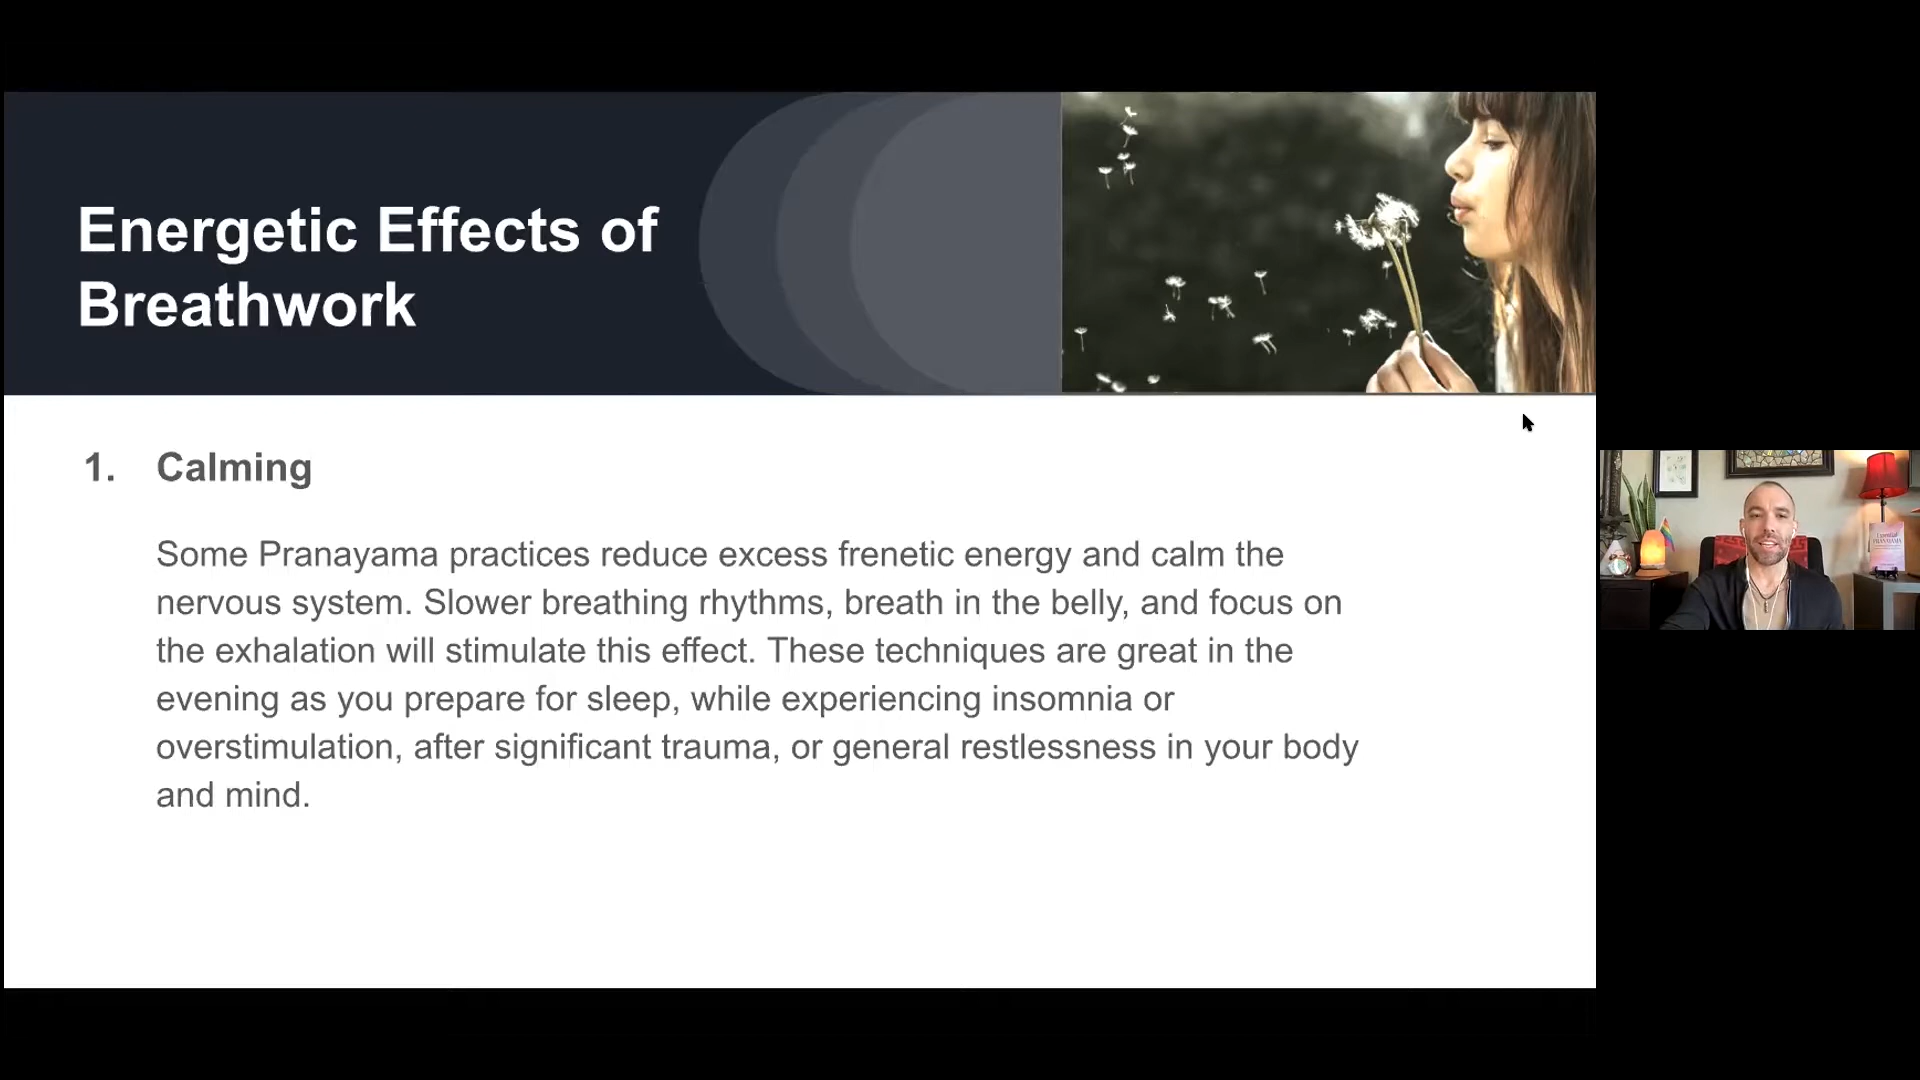 Energetic Effects of
Breathwork
1. Calming
Some Pranayama practices reduce excess frenetic energy and calm the
nervous system. Slower breathing rhythms, breath in the belly, and focus on
the exhalation will stimulate this effect. These techniques are great in the
evening as you prepare for sleep, while experiencing insomnia or
overstimulation, after significant trauma, or general restlessness in your body
and mind.
PRANAYAMA